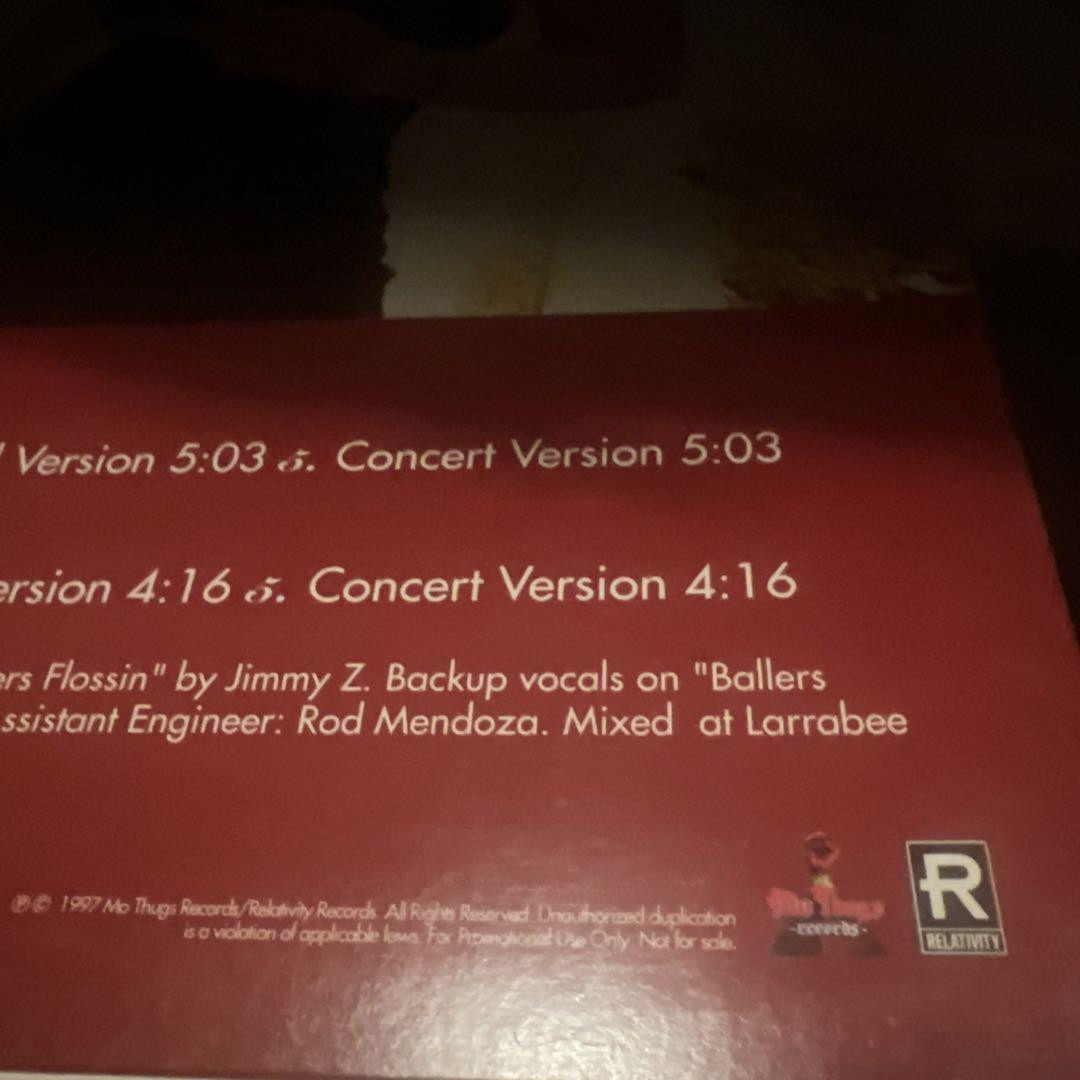 Version 5:03 5. Concert Version 5:03
ersion 4:16 5. Concert Version 4:16
ers Flossin" by Jimmy Z. Backup vocals on "Ballers
ssistant Engineer: Rod Mendoza. Mixed at Larrabee
℗© 1997 Mo Thugs Records/Relativity Records. All Rights Reserved. Unauthorized duplication
is a violation of applicable laws. For Promotional Use Only. Not for sale.
Mo Thugs
-records-
R
RELATIVITY